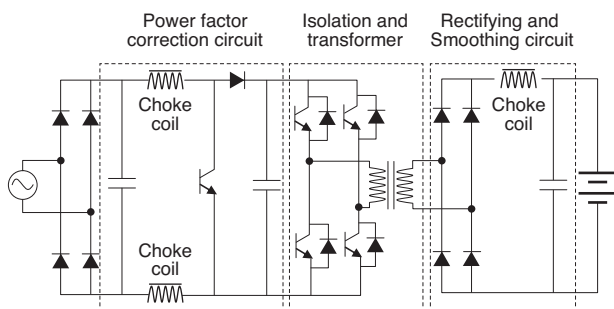 Power factor
correction circuit
Isolation and
transformer
Rectifying and
Smoothing circuit
Choke
coil
Choke
coil
Choke
coil